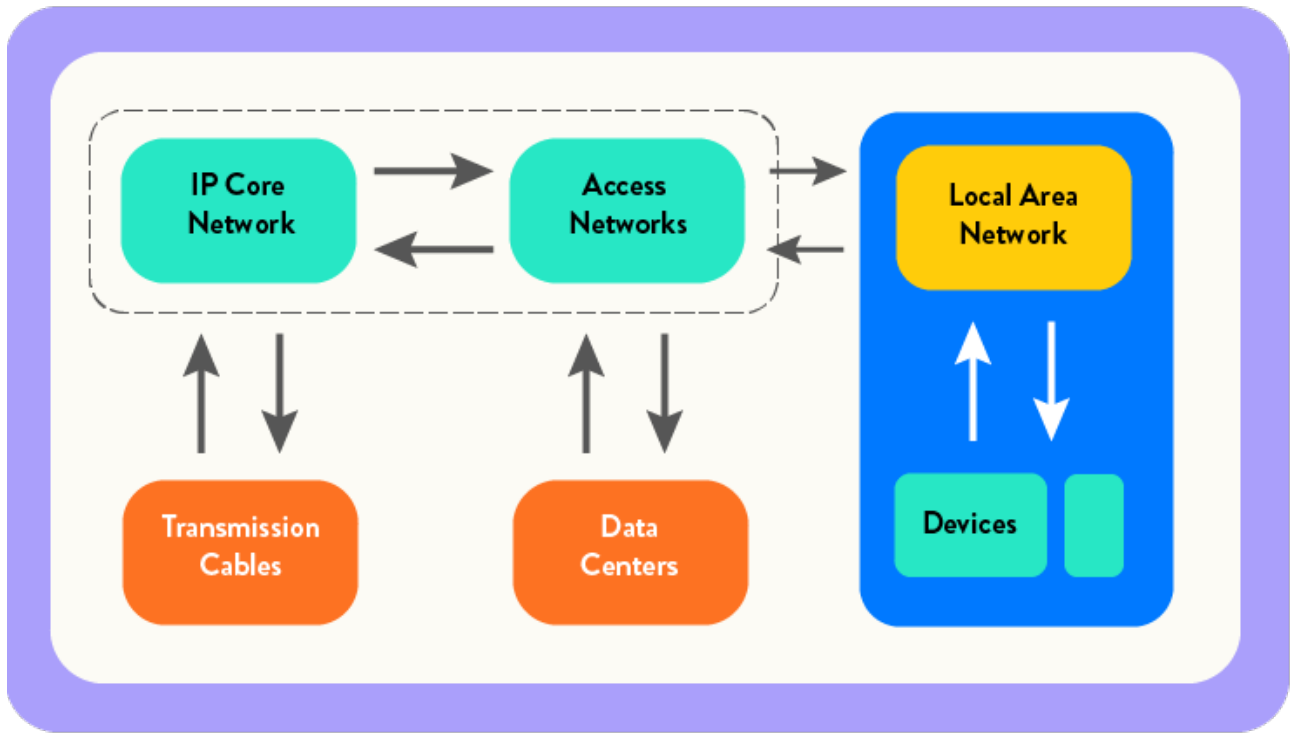 IP Core
Network
Access
Networks
Local Area
Network
Transmission
Cables
Data
Centers
Devices